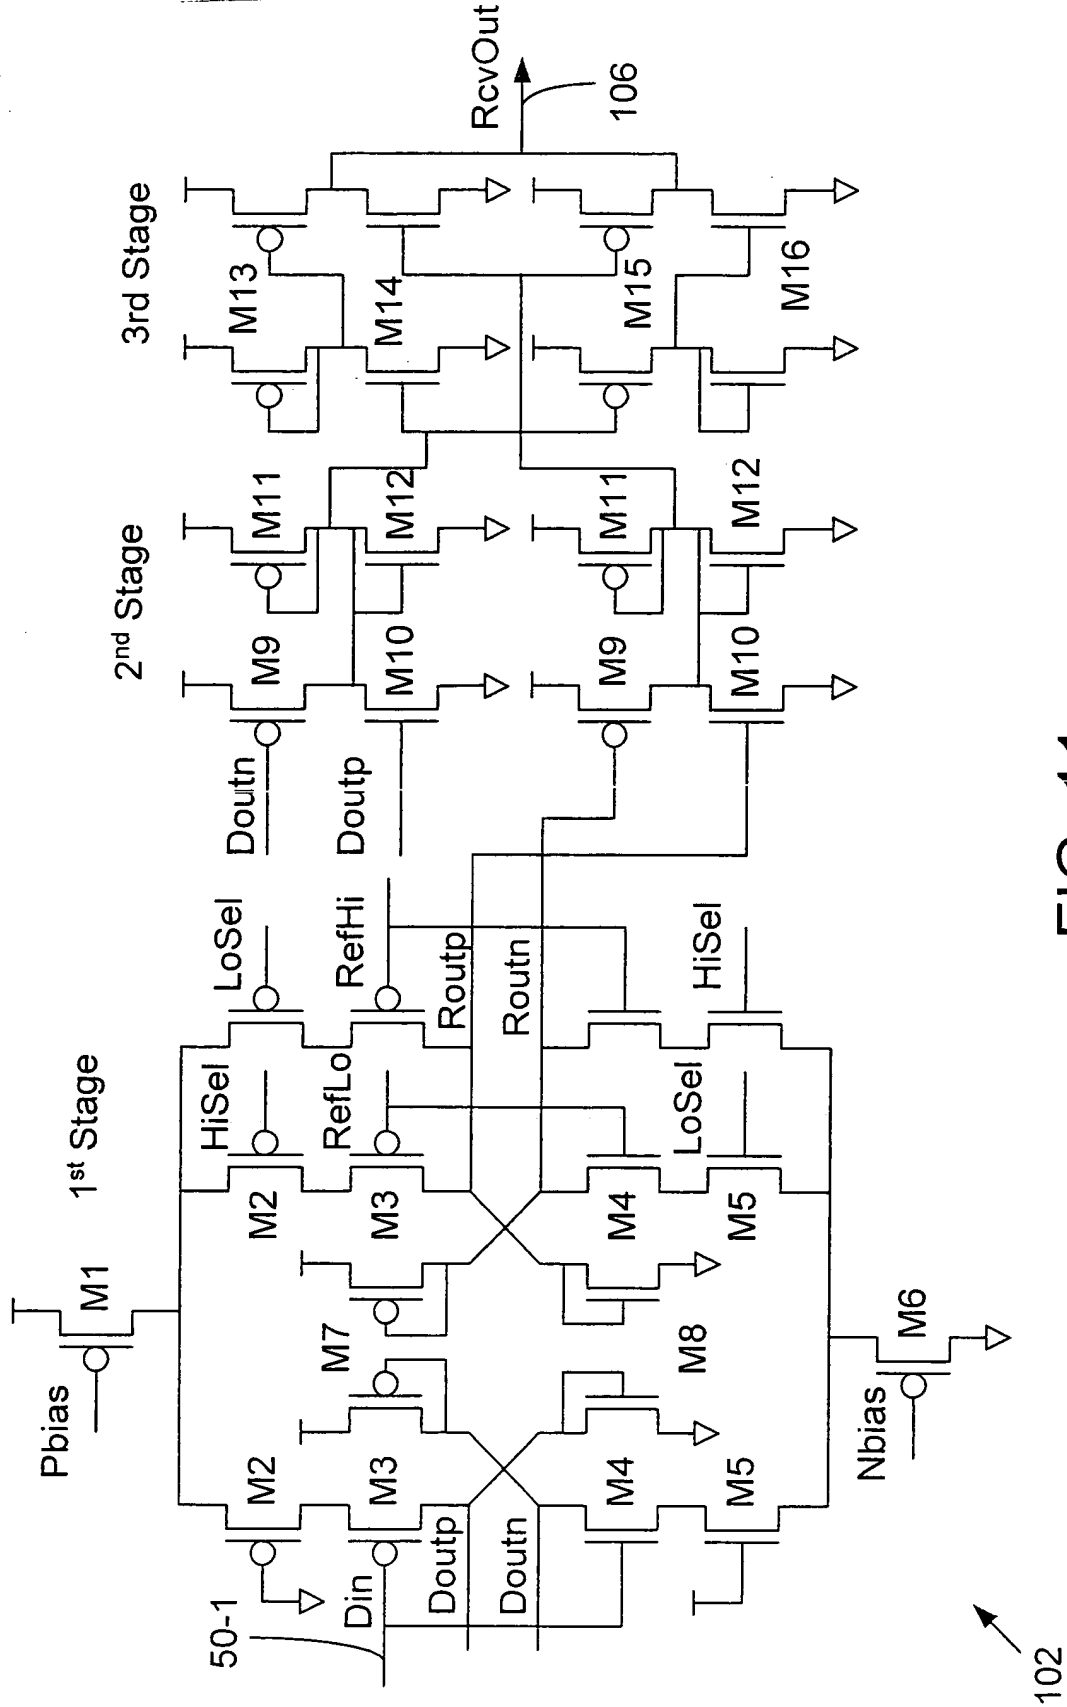 1st Stage
2nd Stage
3rd Stage
Pbias
M1
HiSel
LoSel
M2
M2
RefLo
RefHi
M3
M3
50-1
Din
Doutp
Doutn
M7
M8
Routp
Routn
M4
M4
LoSel
HiSel
M5
M5
Nbias
M6
Doutn
Doutp
M9
M10
M11
M12
M9
M10
M11
M12
M13
M14
M15
M16
RcvOut
106
102